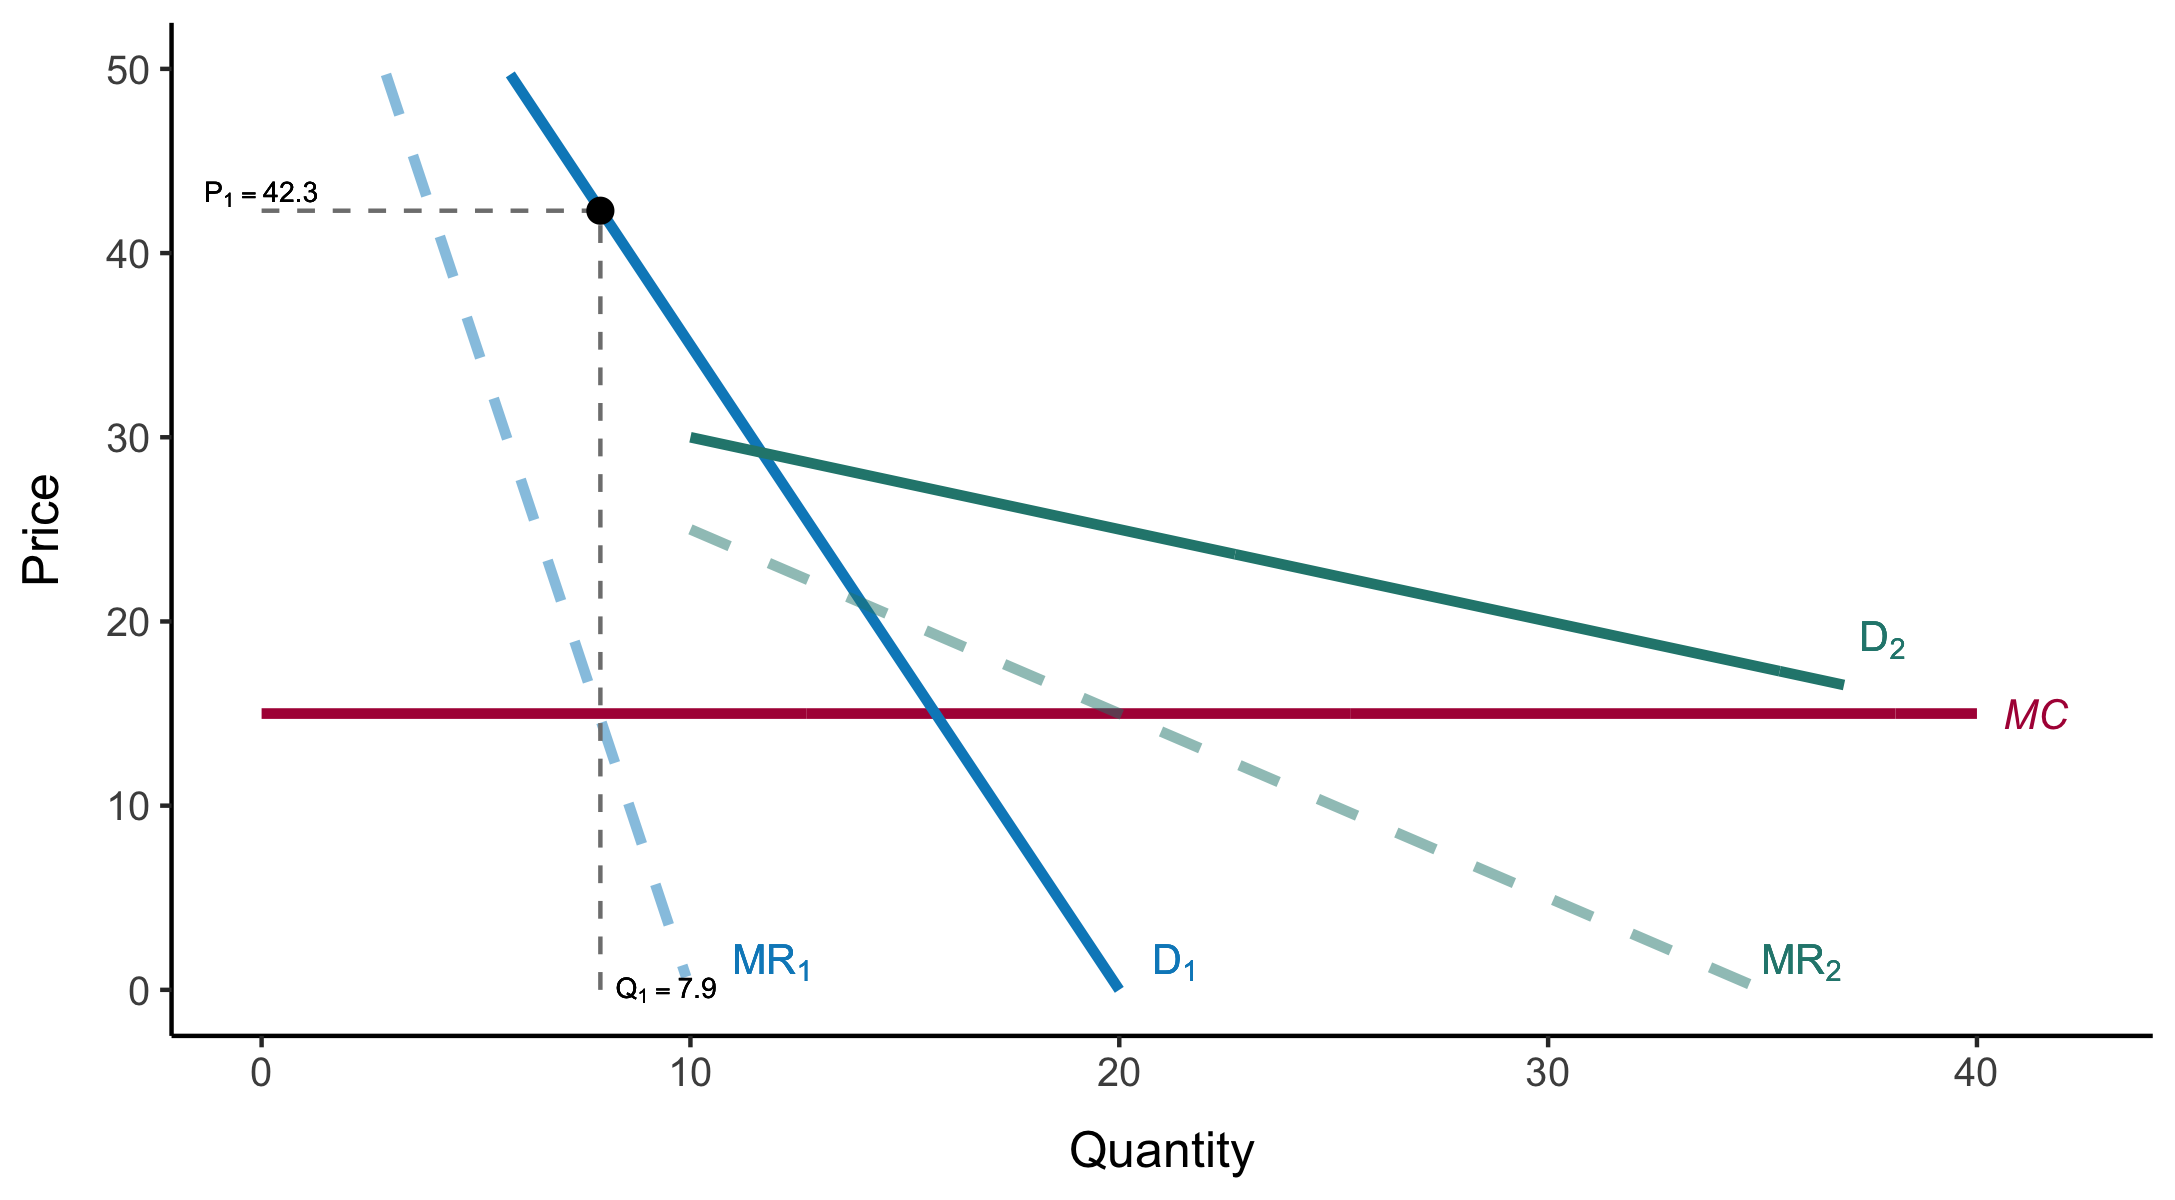 50
P₁ = 42.3
40
30
Price
20
D₂
MC
10
MR₁
D₁
MR₂
0
Q₁ = 7.9
0 10 20 30 40
Quantity